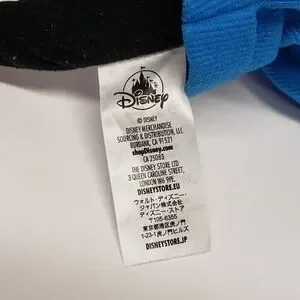 Disney
© DISNEY
DISNEY MERCHANDISE
SOURCING & DISTRIBUTION, LLC
BURBANK, CA 91521
shopDisney.com
CA 25083
THE DISNEY STORE LTD
3 QUEEN CAROLINE STREET,
LONDON W6 9PE.
DISNEYSTORE.EU
ウォルト・ディズニー・
ジャパン株式会社
ディズニーストア
〒105-6355
東京都港区虎ノ門
1-23-1 虎ノ門ヒルズ
DISNEYSTORE.JP